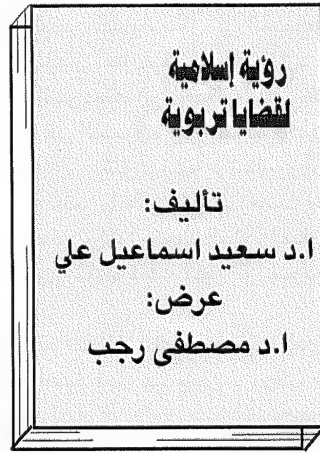 رؤية إسلامية
لقضايا تربوية
تأليف:
ا.د سعيد اسماعيل علي
عرض:
ا.د مصطفى رجب